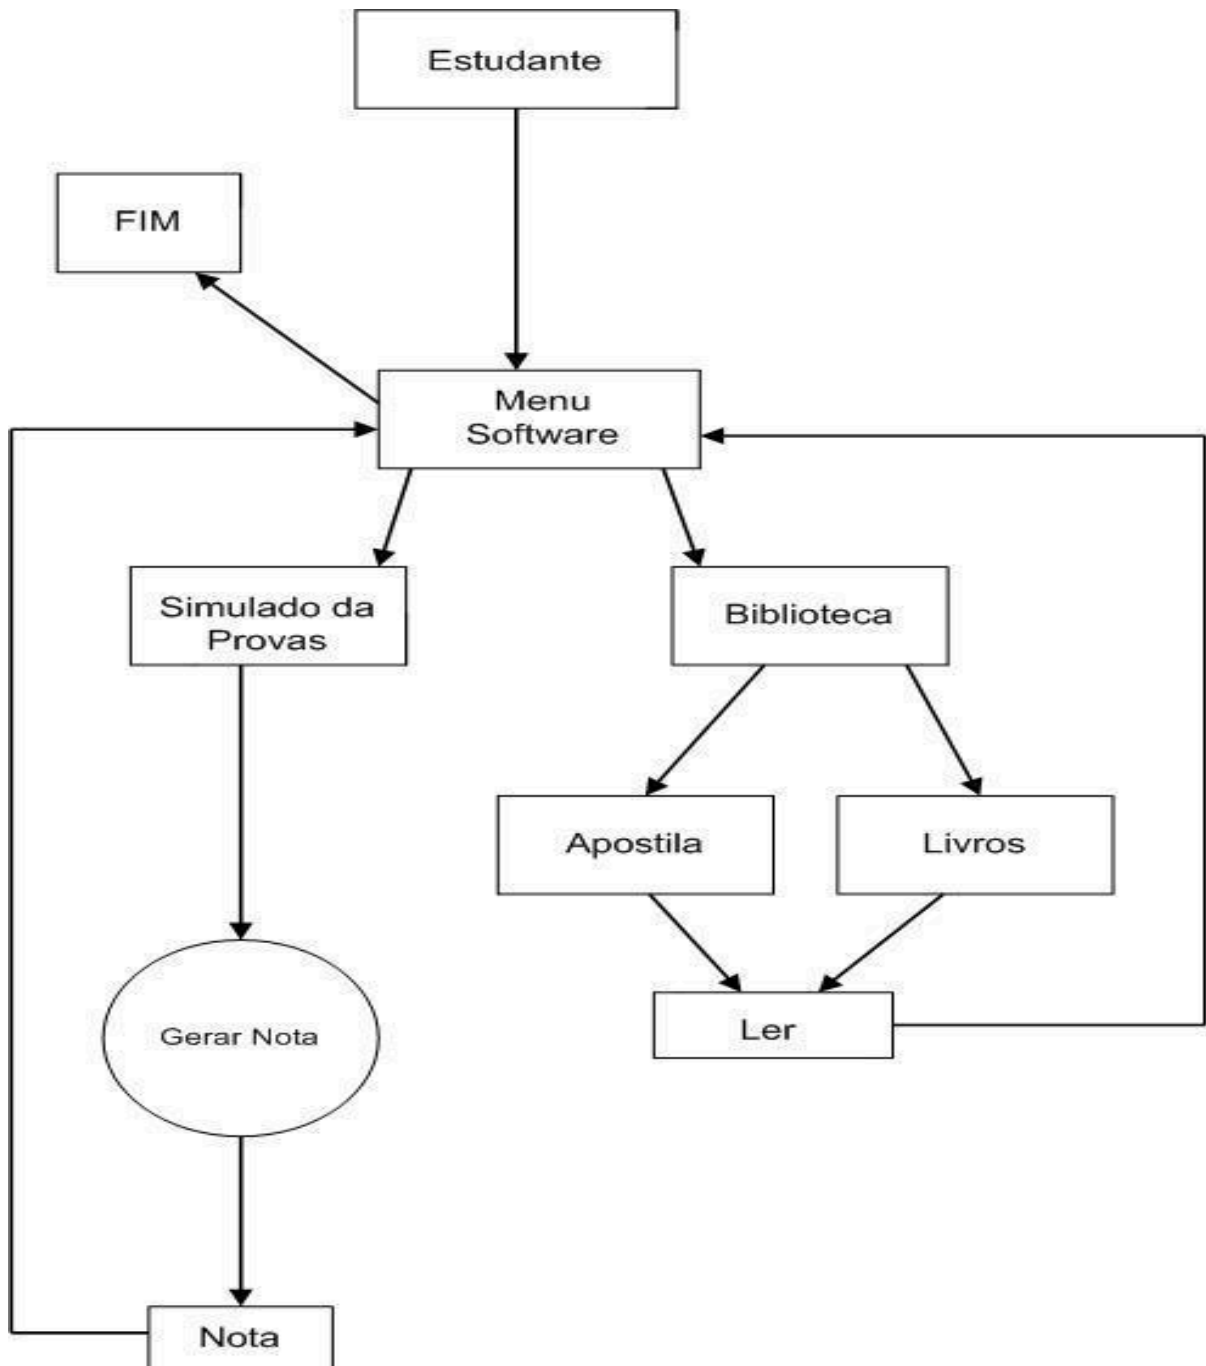 Estudante
FIM
Menu
Software
Simulado da
Provas
Biblioteca
Apostila
Livros
Gerar Nota
Ler
Nota